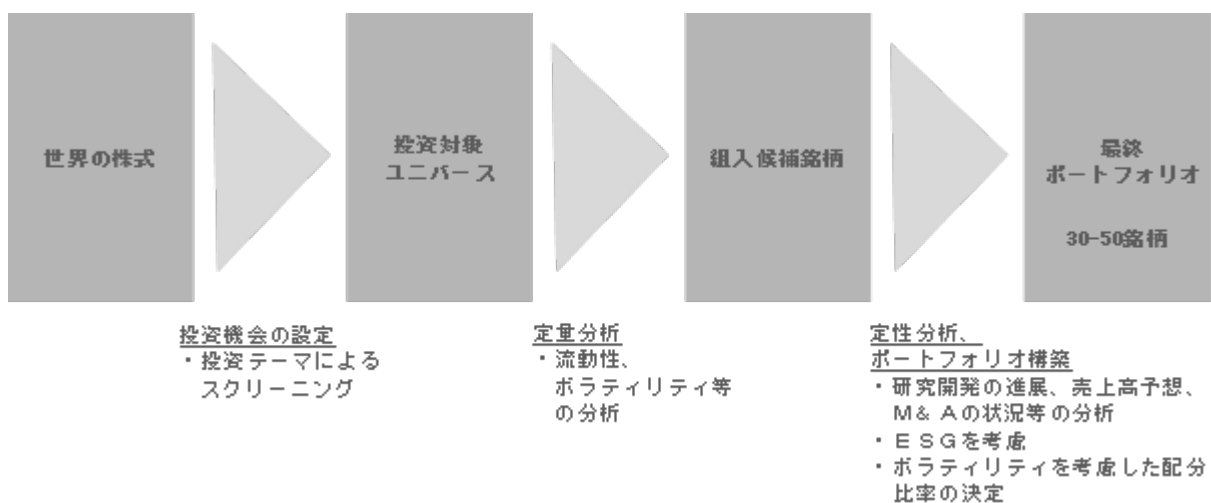 世界の株式
投資対象
ユニバース
組入候補銘柄
最終
ポートフォリオ
30-50銘柄
投資機会の設定
・投資テーマによる
スクリーニング
定量分析
・流動性、
ボラティリティ等
の分析
定性分析、
ポートフォリオ構築
・研究開発の進展、売上高予想、
M&Aの状況等の分析
・ESGを考慮
・ボラティリティを考慮した配分
比率の決定